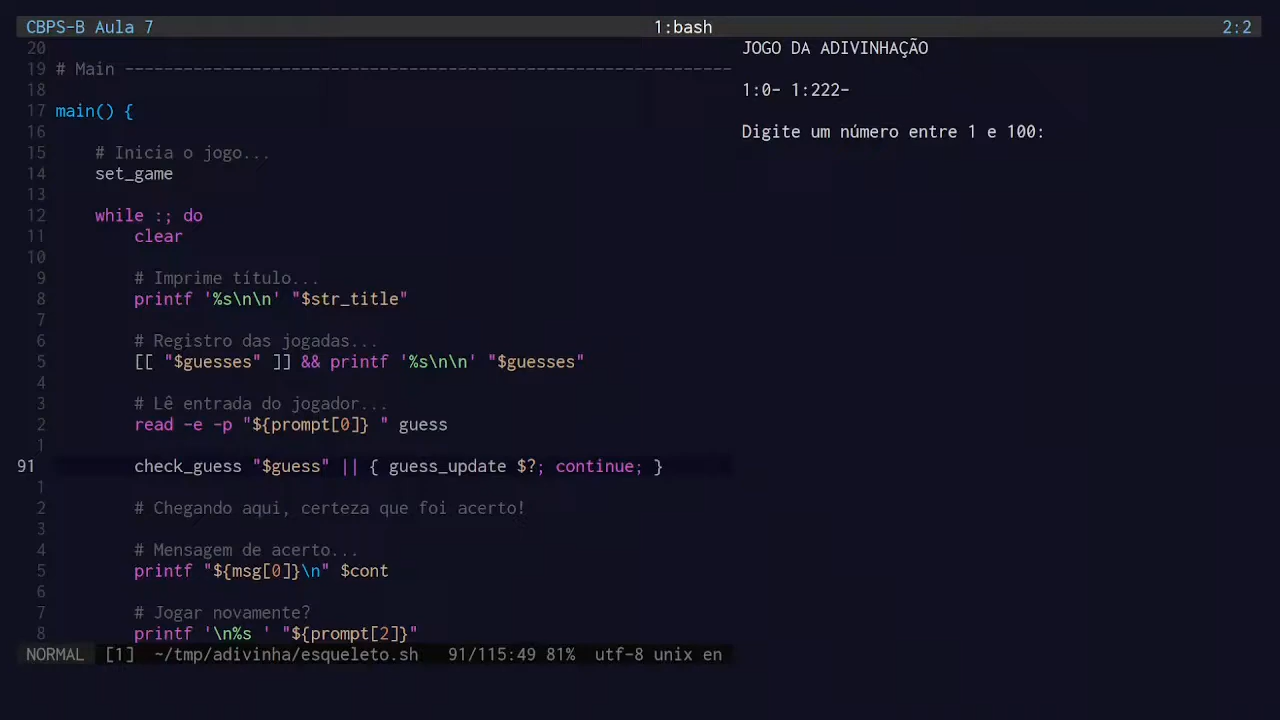 CBPS-B Aula 7 1:bash 2:2
20
19 # Main --------------------------------------------------------------
18
17 main() {
16
15 # Inicia o jogo...
14 set_game
13
12 while :; do
11 clear
10
9 # Imprime título...
8 printf '%s\n\n' "$str_title"
7
6 # Registro das jogadas...
5 [[ "$guesses" ]] && printf '%s\n\n' "$guesses"
4
3 # Lê entrada do jogador...
2 read -e -p "${prompt[0]} " guess
1
91 check_guess "$guess" || { guess_update $?; continue; }
1
2 # Chegando aqui, certeza que foi acerto!
3
4 # Mensagem de acerto...
5 printf "${msg[0]}\n" $cont
6
7 # Jogar novamente?
8 printf '\n%s ' "${prompt[2]}"
NORMAL [1] ~/tmp/adivinha/esqueleto.sh 91/115:49 81% utf-8 unix en
JOGO DA ADIVINHAÇÃO
1:0- 1:222-
Digite um número entre 1 e 100: